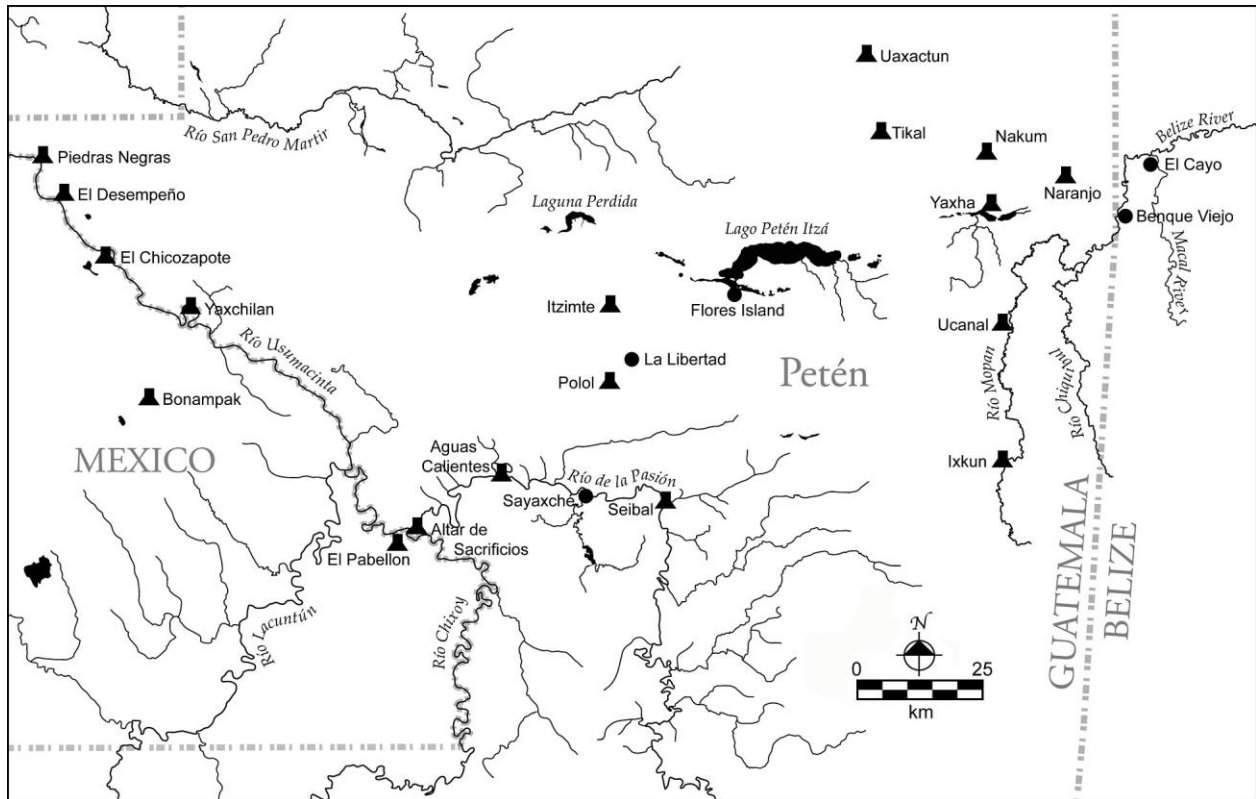 Uaxactun
Río San Pedro Martir
Tikal
Belize River
Piedras Negras
Nakum
El Cayo
El Desempeño
Naranjo
Laguna Perdida
Yaxha
Benque Viejo
Lago Petén Itzá
El Chicozapote
Macal River
Yaxchilan
Itzimte
Flores Island
Ucanal
Río Usumacinta
La Libertad
Petén
Río Mopan
Río Chiquibul
Polol
Bonampak
MEXICO
Aguas
Calientes
Ixkun
Río de la Pasión
Sayaxché
Seibal
Altar de
Sacrificios
El Pabellon
GUATEMALA
BELIZE
Río Lacuntún
Río Chixoy
N
0 25
km